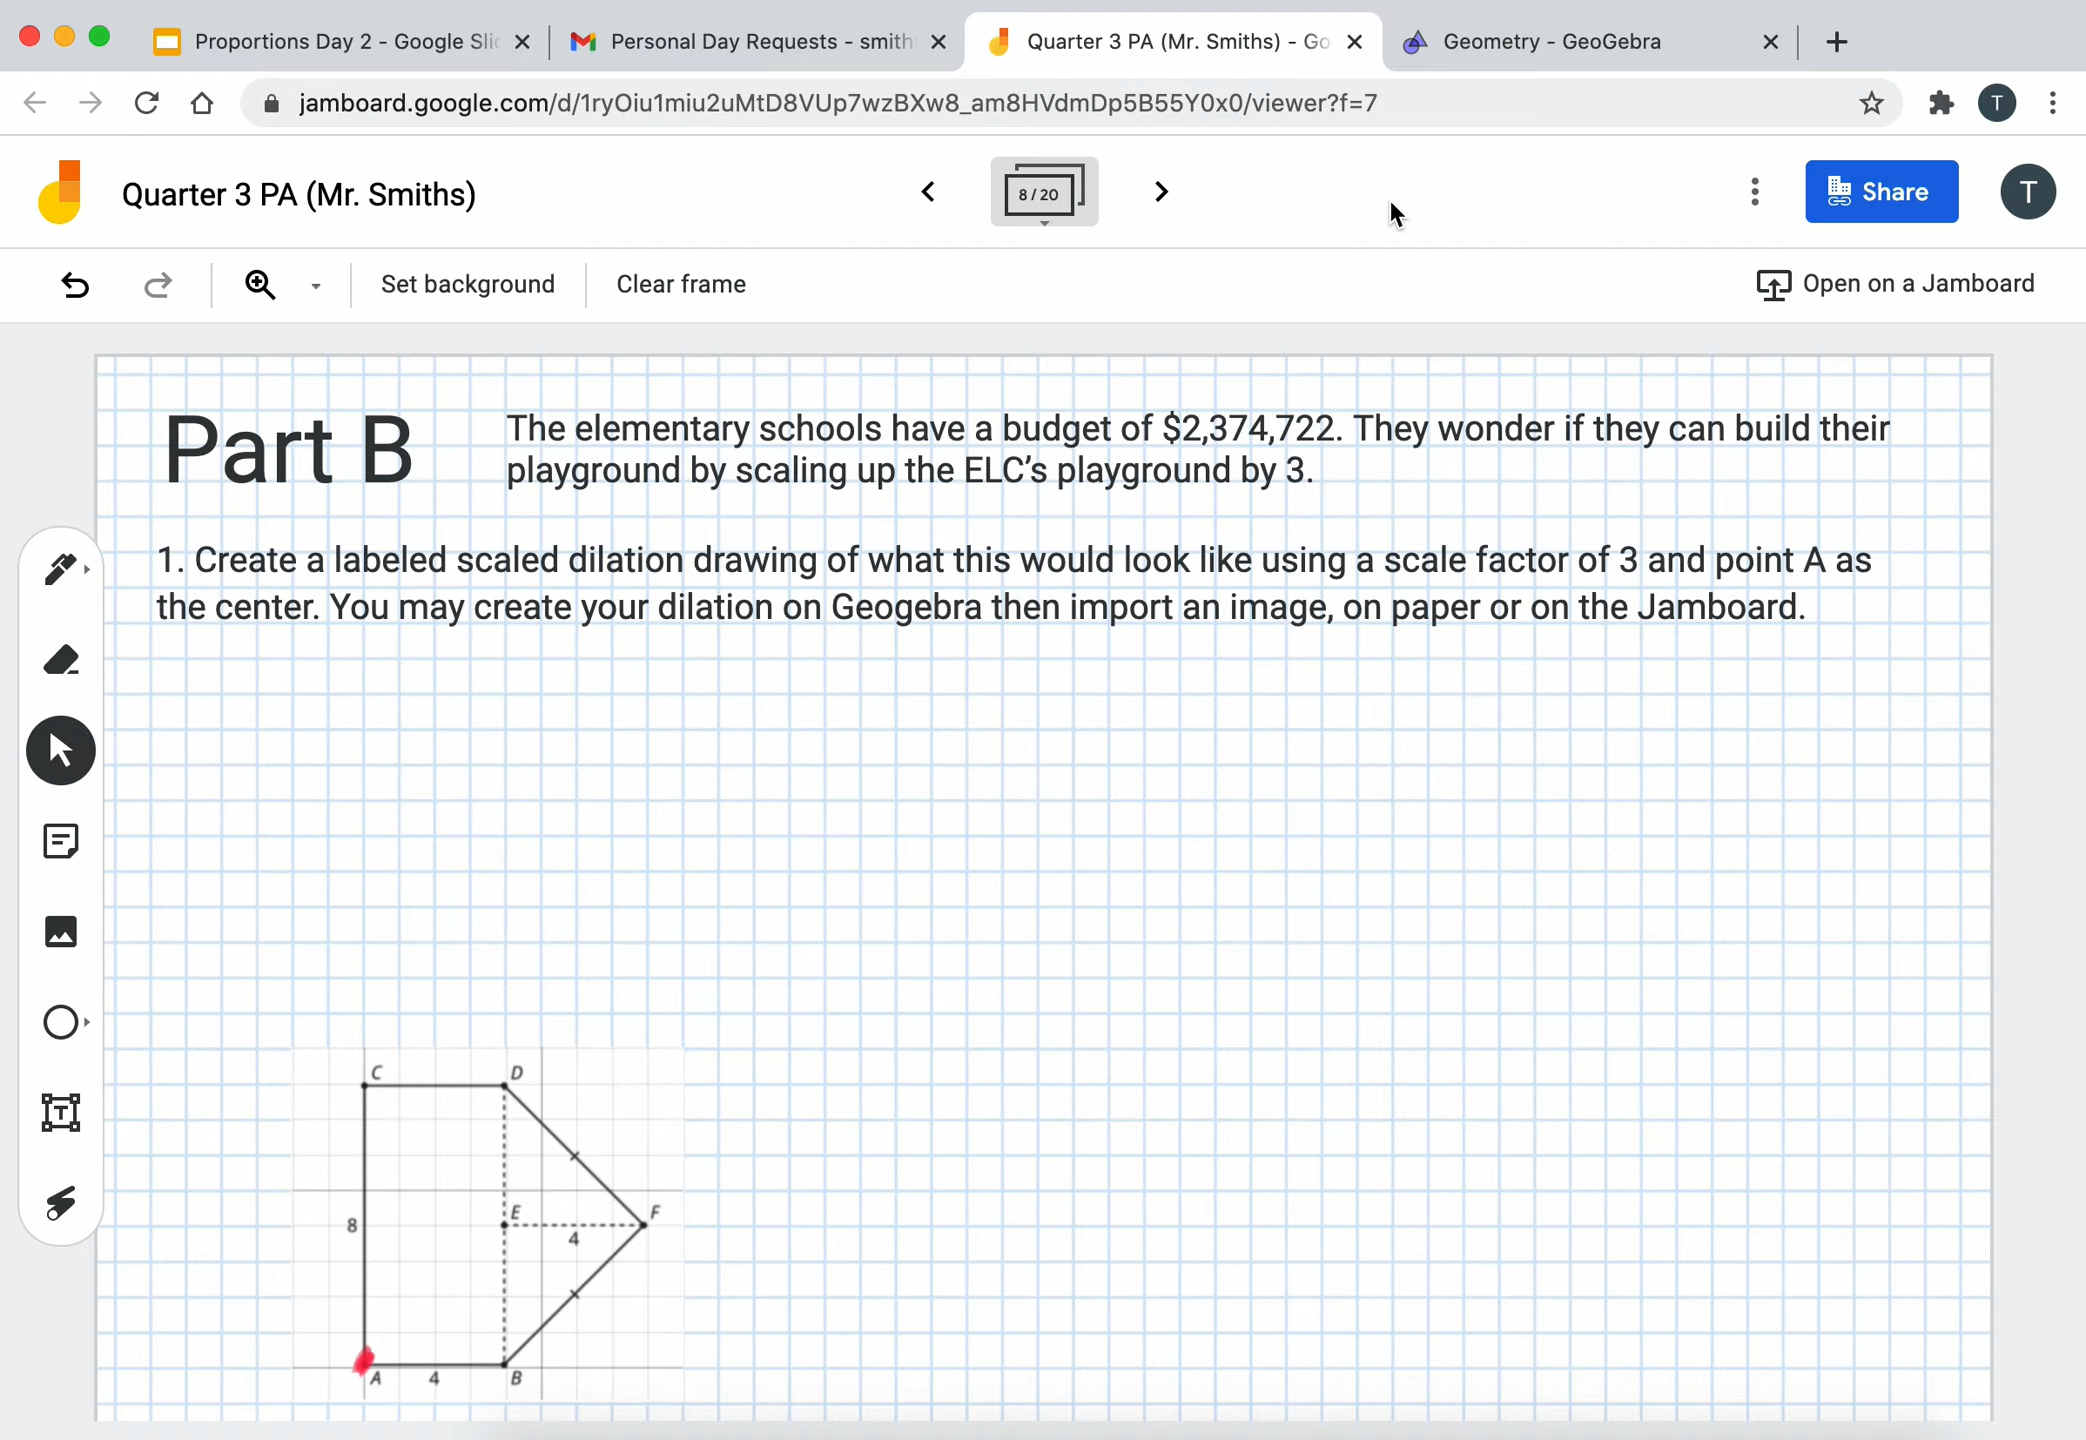 Proportions Day 2 - Google Slid
Personal Day Requests - smith
Quarter 3 PA (Mr. Smiths) - Go
Geometry - GeoGebra
jamboard.google.com/d/1ryOiu1miu2uMtD8VUp7wzBXw8_am8HVdmDp5B55Y0x0/viewer?f=7
T
Quarter 3 PA (Mr. Smiths)
8 / 20
Share
T
Set background
Clear frame
Open on a Jamboard
Part B
The elementary schools have a budget of $2,374,722. They wonder if they can build their
playground by scaling up the ELC's playground by 3.
1. Create a labeled scaled dilation drawing of what this would look like using a scale factor of 3 and point A as
the center. You may create your dilation on Geogebra then import an image, on paper or on the Jamboard.
T
C D
E F
8
4
A 4 B